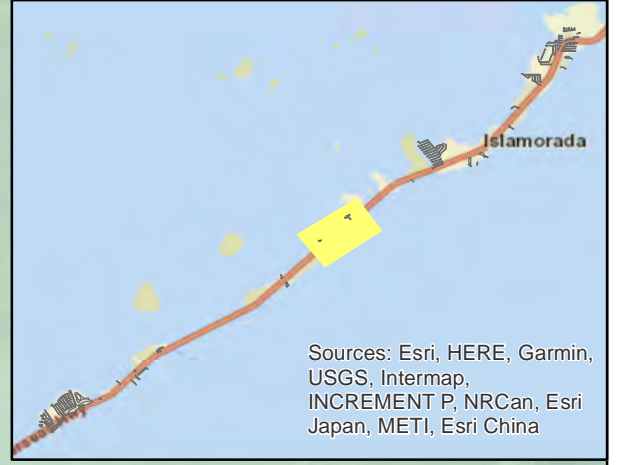 Islamorada
Sources: Esri, HERE, Garmin,
USGS, Intermap,
INCREMENT P, NRCan, Esri
Japan, METI, Esri China